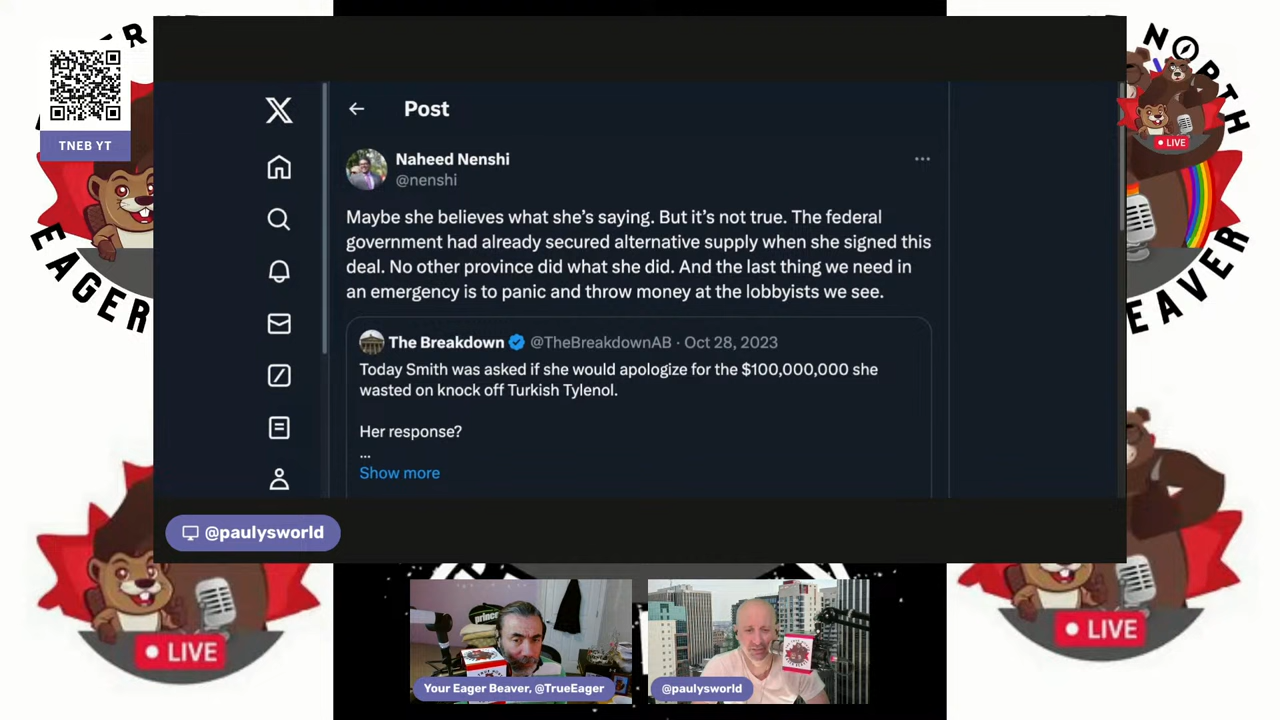 TNEB YT
NORTH
EAGER
EAVER
LIVE
Post
Naheed Nenshi
@nenshi
Maybe she believes what she's saying. But it's not true. The federal
government had already secured alternative supply when she signed this
deal. No other province did what she did. And the last thing we need in
an emergency is to panic and throw money at the lobbyists we see.
The Breakdown @TheBreakdownAB · Oct 28, 2023
Today Smith was asked if she would apologize for the $100,000,000 she
wasted on knock off Turkish Tylenol.
Her response?
...
Show more
@paulysworld
LIVE
LIVE
prince
Your Eager Beaver, @TrueEager
@paulysworld